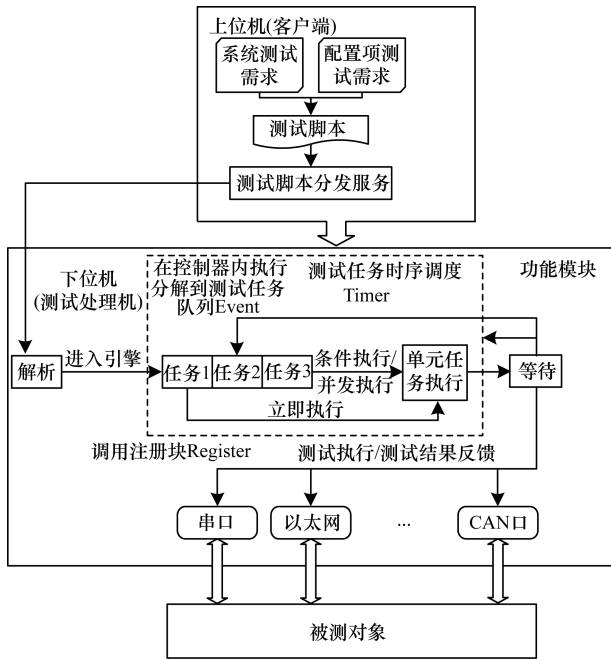 上位机(客户端)
系统测试
需求
配置项测
试需求
测试脚本
测试脚本分发服务
下位机
(测试处理机)
在控制器内执行
分解到测试任务
队列Event
测试任务时序调度
Timer
功能模块
解析
进入引擎
任务1
任务2
任务3
条件执行/
并发执行
单元任
务执行
等待
立即执行
调用注册块Register
测试执行/测试结果反馈
串口
以太网
...
CAN口
被测对象